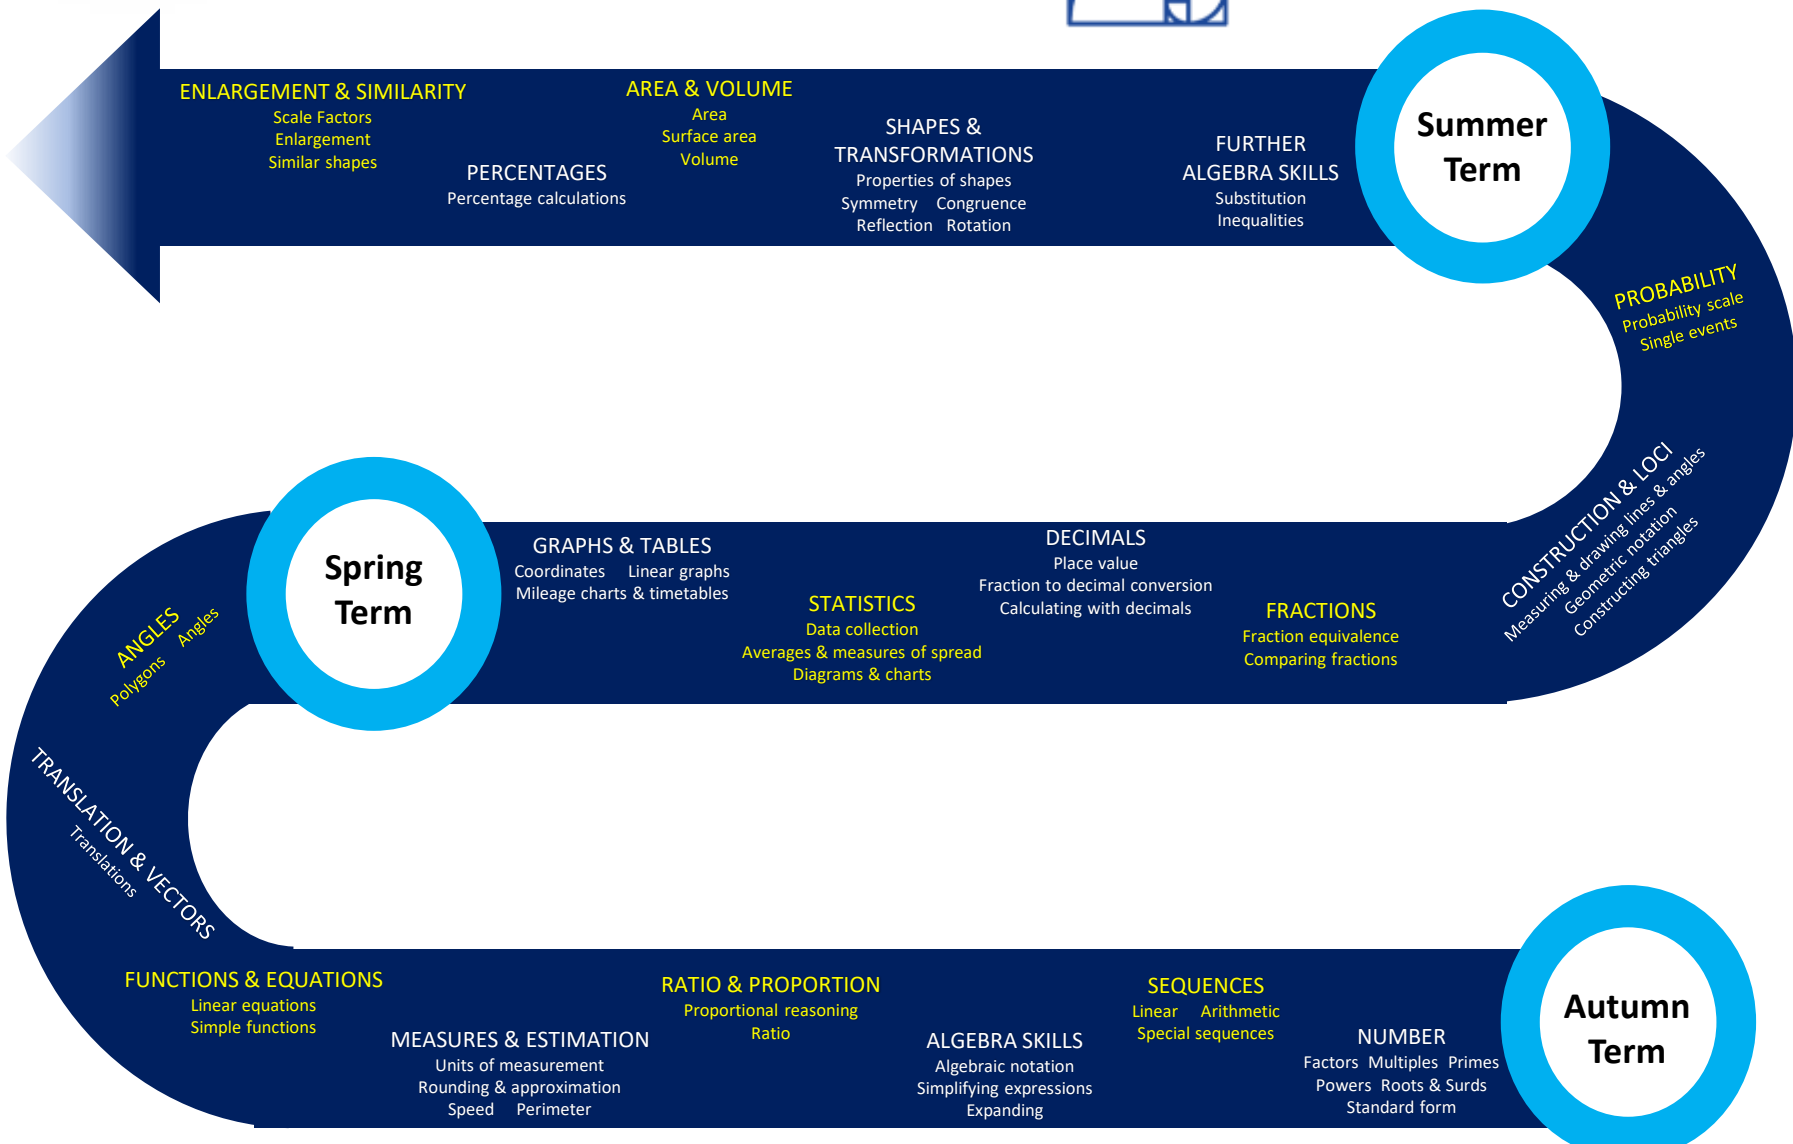 ENLARGEMENT & SIMILARITY
Scale Factors
Enlargement
Similar shapes
PERCENTAGES
Percentage calculations
AREA & VOLUME
Area
Surface area
Volume
SHAPES &
TRANSFORMATIONS
Properties of shapes
Symmetry Congruence
Reflection Rotation
FURTHER
ALGEBRA SKILLS
Substitution
Inequalities
Summer
Term
PROBABILITY
Probability scale
Single events
CONSTRUCTION & LOCI
Measuring & drawing lines & angles
Geometric notation
Constructing triangles
Spring
Term
GRAPHS & TABLES
Coordinates Linear graphs
Mileage charts & timetables
STATISTICS
Data collection
Averages & measures of spread
Diagrams & charts
DECIMALS
Place value
Fraction to decimal conversion
Calculating with decimals
FRACTIONS
Fraction equivalence
Comparing fractions
ANGLES
Polygons Angles
TRANSLATION & VECTORS
Translations
FUNCTIONS & EQUATIONS
Linear equations
Simple functions
MEASURES & ESTIMATION
Units of measurement
Rounding & approximation
Speed Perimeter
RATIO & PROPORTION
Proportional reasoning
Ratio
ALGEBRA SKILLS
Algebraic notation
Simplifying expressions
Expanding
SEQUENCES
Linear Arithmetic
Special sequences
NUMBER
Factors Multiples Primes
Powers Roots & Surds
Standard form
Autumn
Term